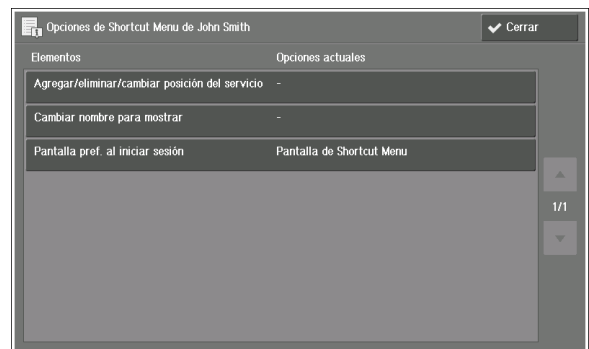 Opciones de Shortcut Menu de John Smith
Cerrar
Elementos Opciones actuales
Agregar/eliminar/cambiar posición del servicio -
Cambiar nombre para mostrar -
Pantalla pref. al iniciar sesión Pantalla de Shortcut Menu
1/1